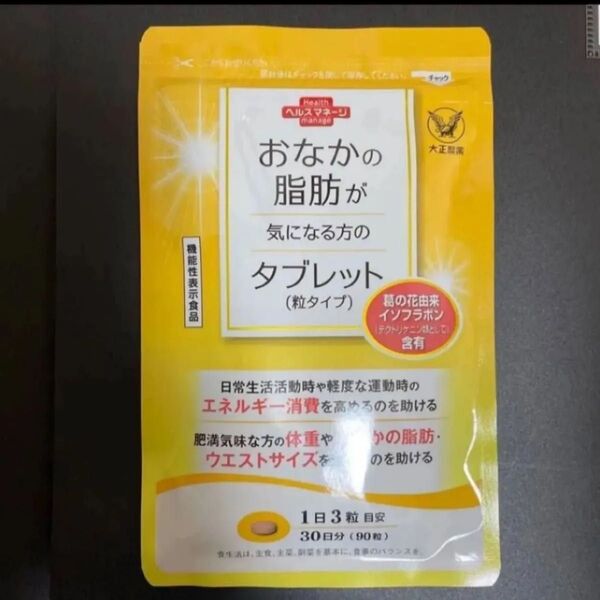 チャック
Health
ヘルスマネージ
manage
大正製薬
おなかの
脂肪が
気になる方の
タブレット
(粒タイプ)
機能性表示食品
葛の花由来
イソフラボン
(テクトリゲニン類として)
含有
日常生活活動時や軽度な運動時の
エネルギー消費を高めるのを助ける
肥満気味な方の体重や かの脂肪・
ウエストサイズを のを助ける
1日3粒 目安
30日分 (90粒)
食生活は、主食、主菜、副菜を基本に、食事のバランスを。